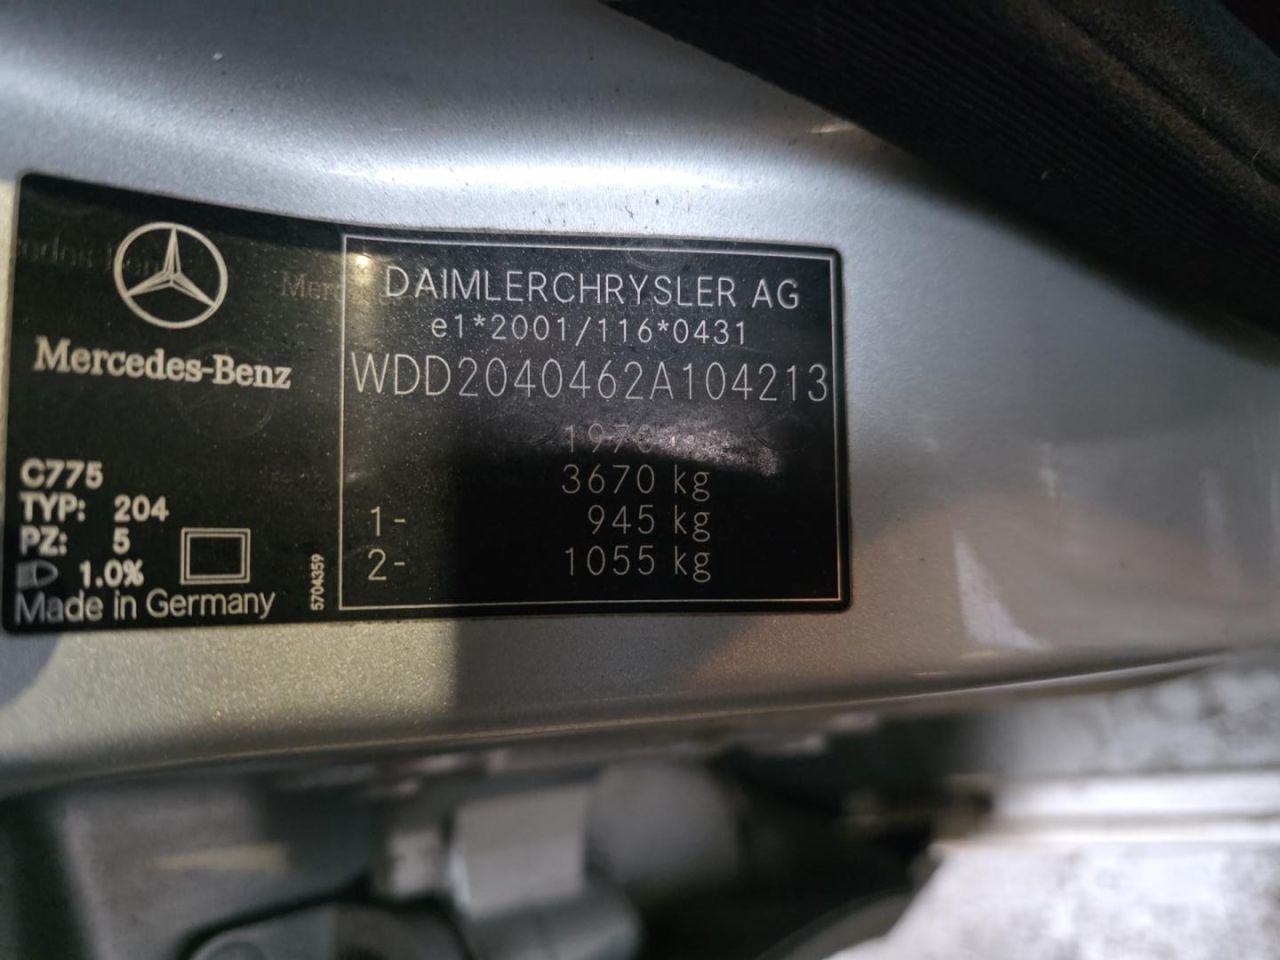 Mercedes-Benz
C775
TYP: 204
PZ: 5
1.0%
Made in Germany
5704359
DAIMLERCHRYSLER AG
e1*2001/116*0431
WDD2040462A104213
3670 kg
1- 945 kg
2- 1055 kg